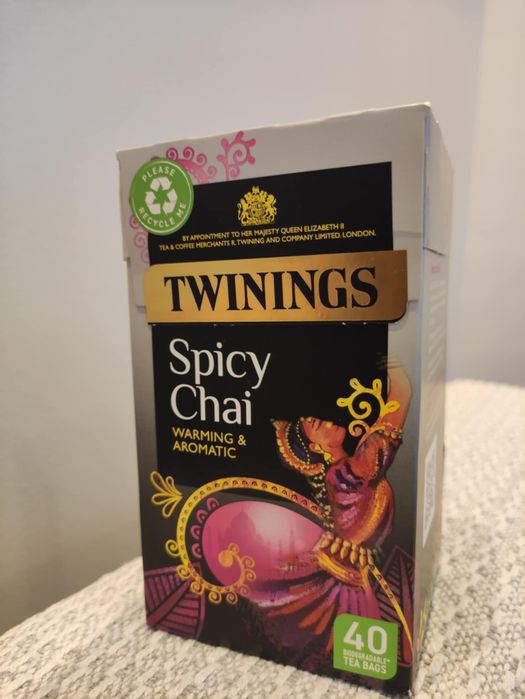 PLEASE
RECYCLE ME
BY APPOINTMENT TO HER MAJESTY QUEEN ELIZABETH II
TEA & COFFEE MERCHANTS R. TWINING AND COMPANY LIMITED. LONDON.
TWININGS
Spicy
Chai
WARMING &
AROMATIC
40
BIODEGRADABLE*
TEA BAGS